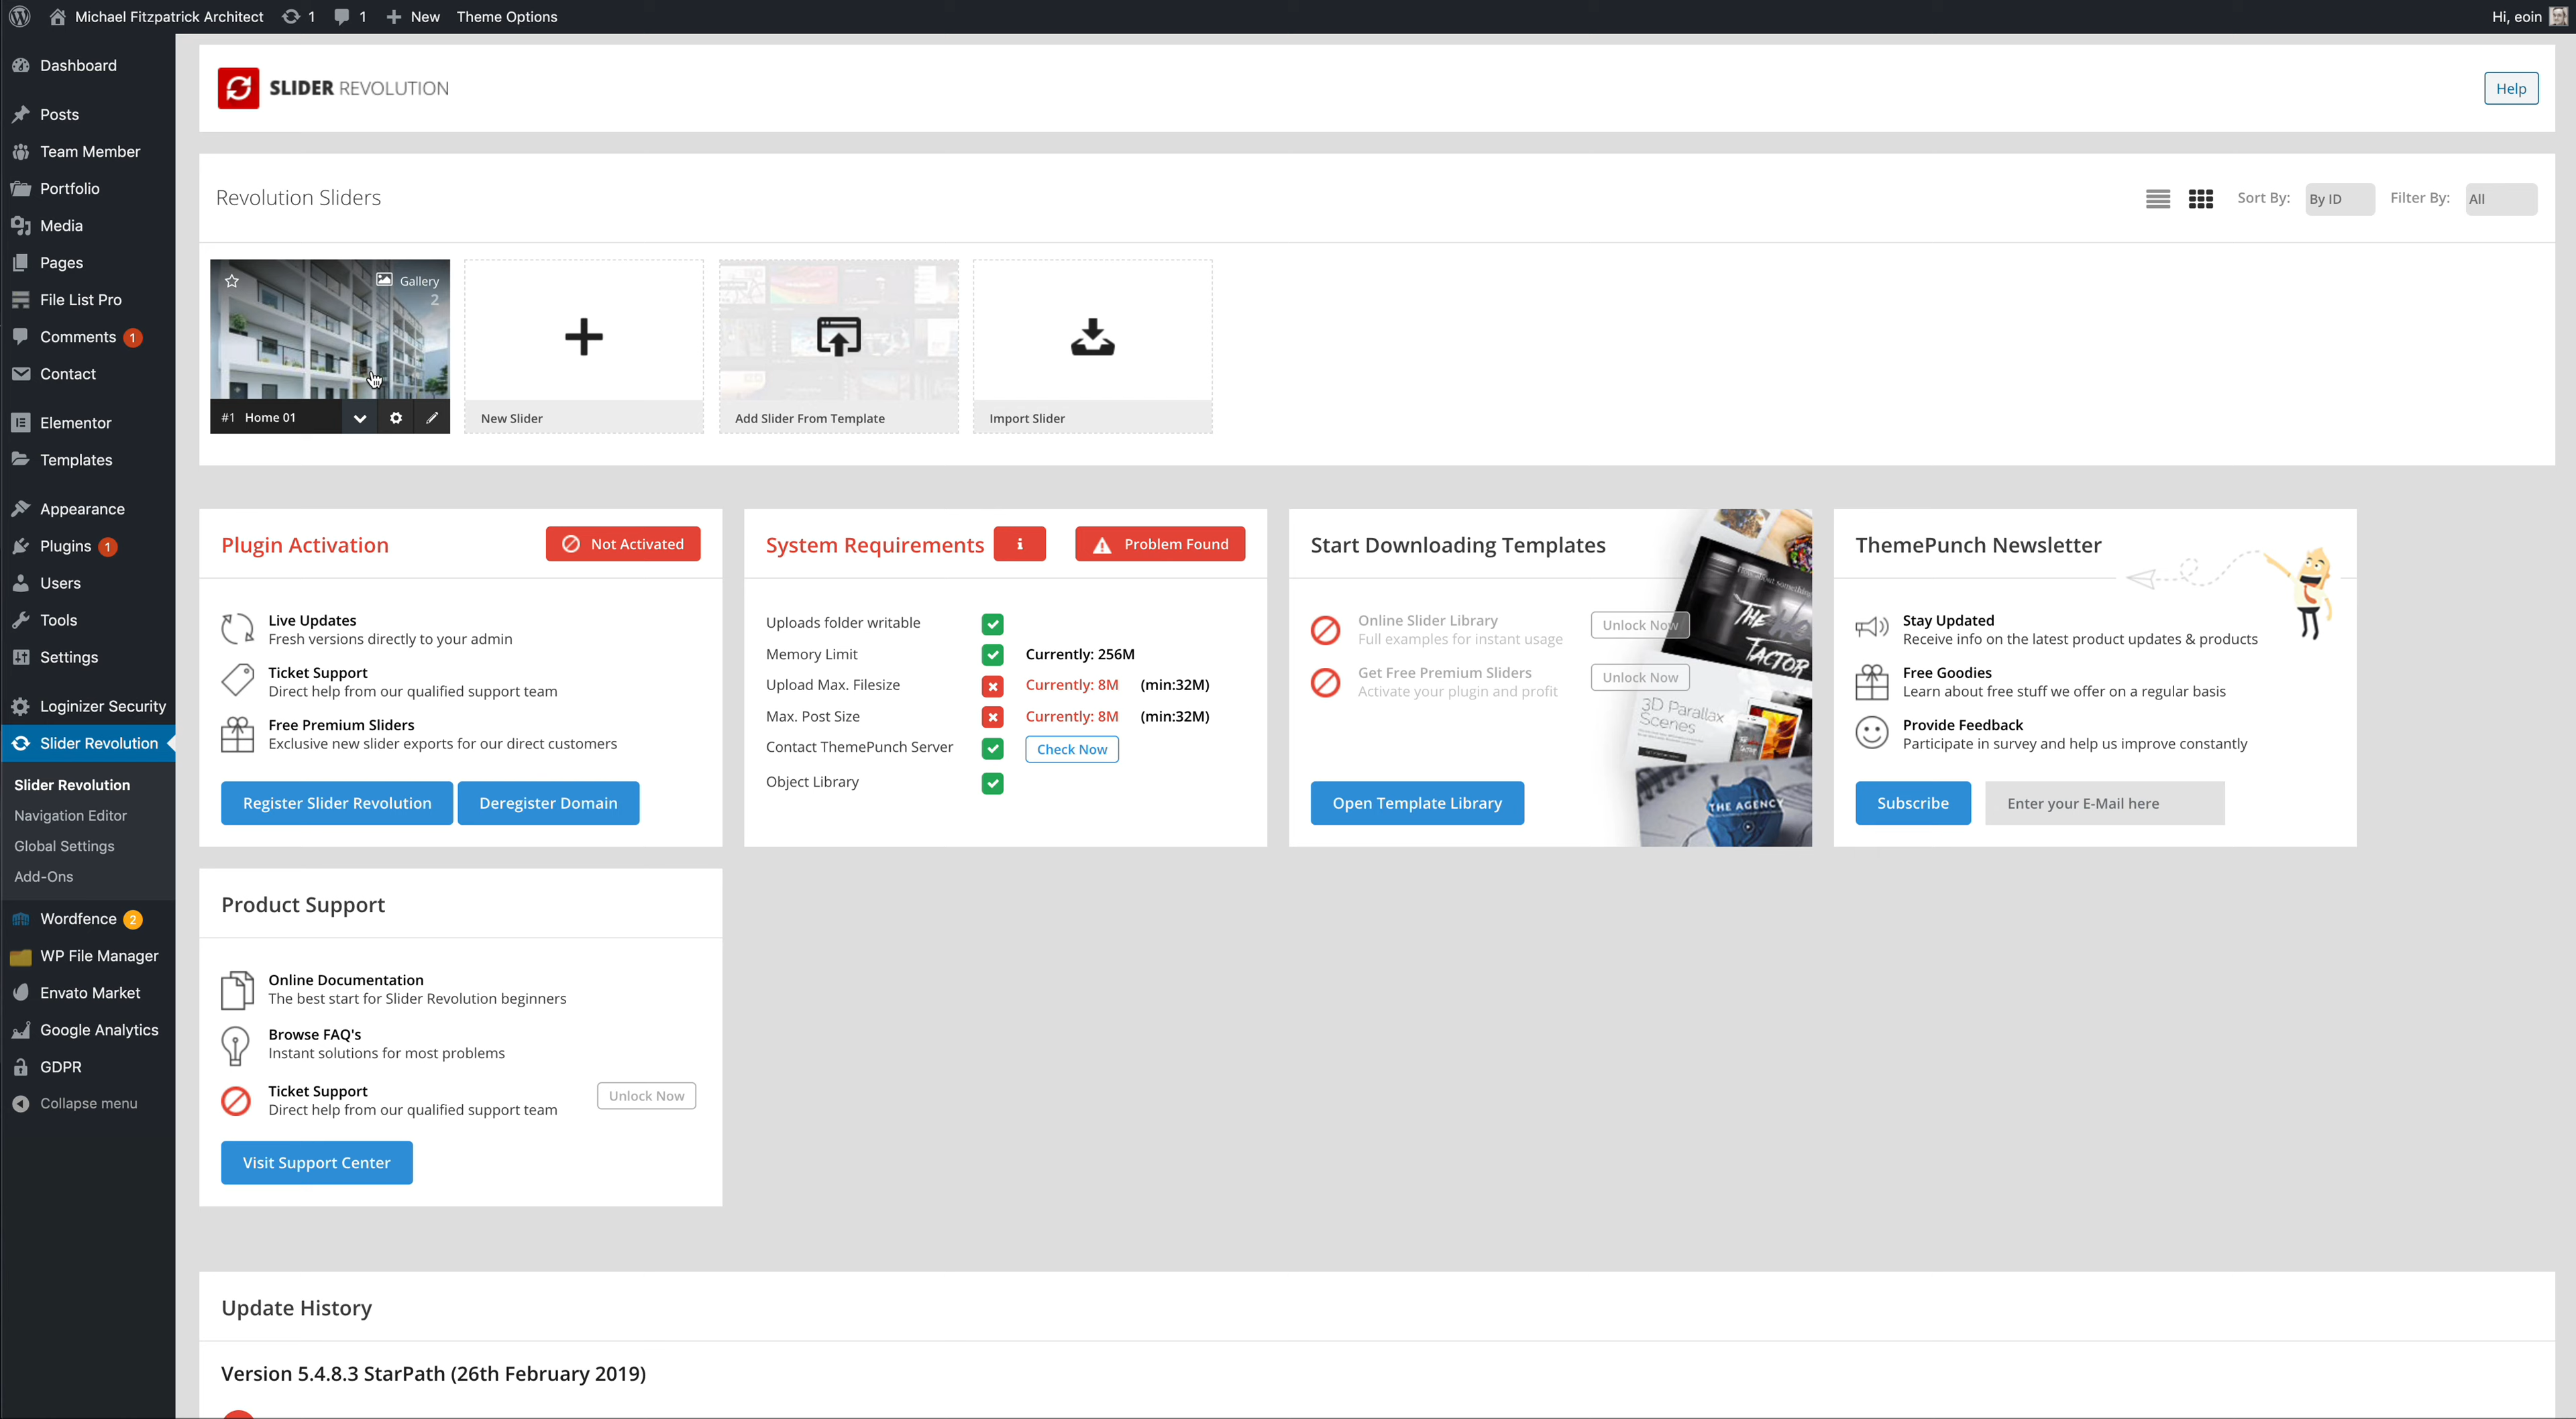 Michael Fitzpatrick Architect 1 1 New Theme Options Hi, eoin
Dashboard
Posts
Team Member
Portfolio
Media
Pages
File List Pro
Comments 1
Contact
Elementor
Templates
Appearance
Plugins 1
Users
Tools
Settings
Loginizer Security
Slider Revolution
Slider Revolution
Navigation Editor
Global Settings
Add-Ons
Wordfence 2
WP File Manager
Envato Market
Google Analytics
GDPR
Collapse menu
SLIDER REVOLUTION
Help
Revolution Sliders
Sort By: By ID Filter By: All
Gallery
2
#1 Home 01
New Slider
Add Slider From Template
Import Slider
Plugin Activation
Not Activated
Live Updates
Fresh versions directly to your admin
Ticket Support
Direct help from our qualified support team
Free Premium Sliders
Exclusive new slider exports for our direct customers
Register Slider Revolution Deregister Domain
System Requirements i Problem Found
Uploads folder writable
Memory Limit Currently: 256M
Upload Max. Filesize Currently: 8M (min:32M)
Max. Post Size Currently: 8M (min:32M)
Contact ThemePunch Server Check Now
Object Library
Start Downloading Templates
Online Slider Library
Full examples for instant usage
Unlock Now
Get Free Premium Sliders
Activate your plugin and profit
Unlock Now
Open Template Library
THE
TACTOR
3D Parallax
Scenes
THE AGENCY
ThemePunch Newsletter
Stay Updated
Receive info on the latest product updates & products
Free Goodies
Learn about free stuff we offer on a regular basis
Provide Feedback
Participate in survey and help us improve constantly
Subscribe Enter your E-Mail here
Product Support
Online Documentation
The best start for Slider Revolution beginners
Browse FAQ's
Instant solutions for most problems
Ticket Support
Direct help from our qualified support team
Unlock Now
Visit Support Center
Update History
Version 5.4.8.3 StarPath (26th February 2019)